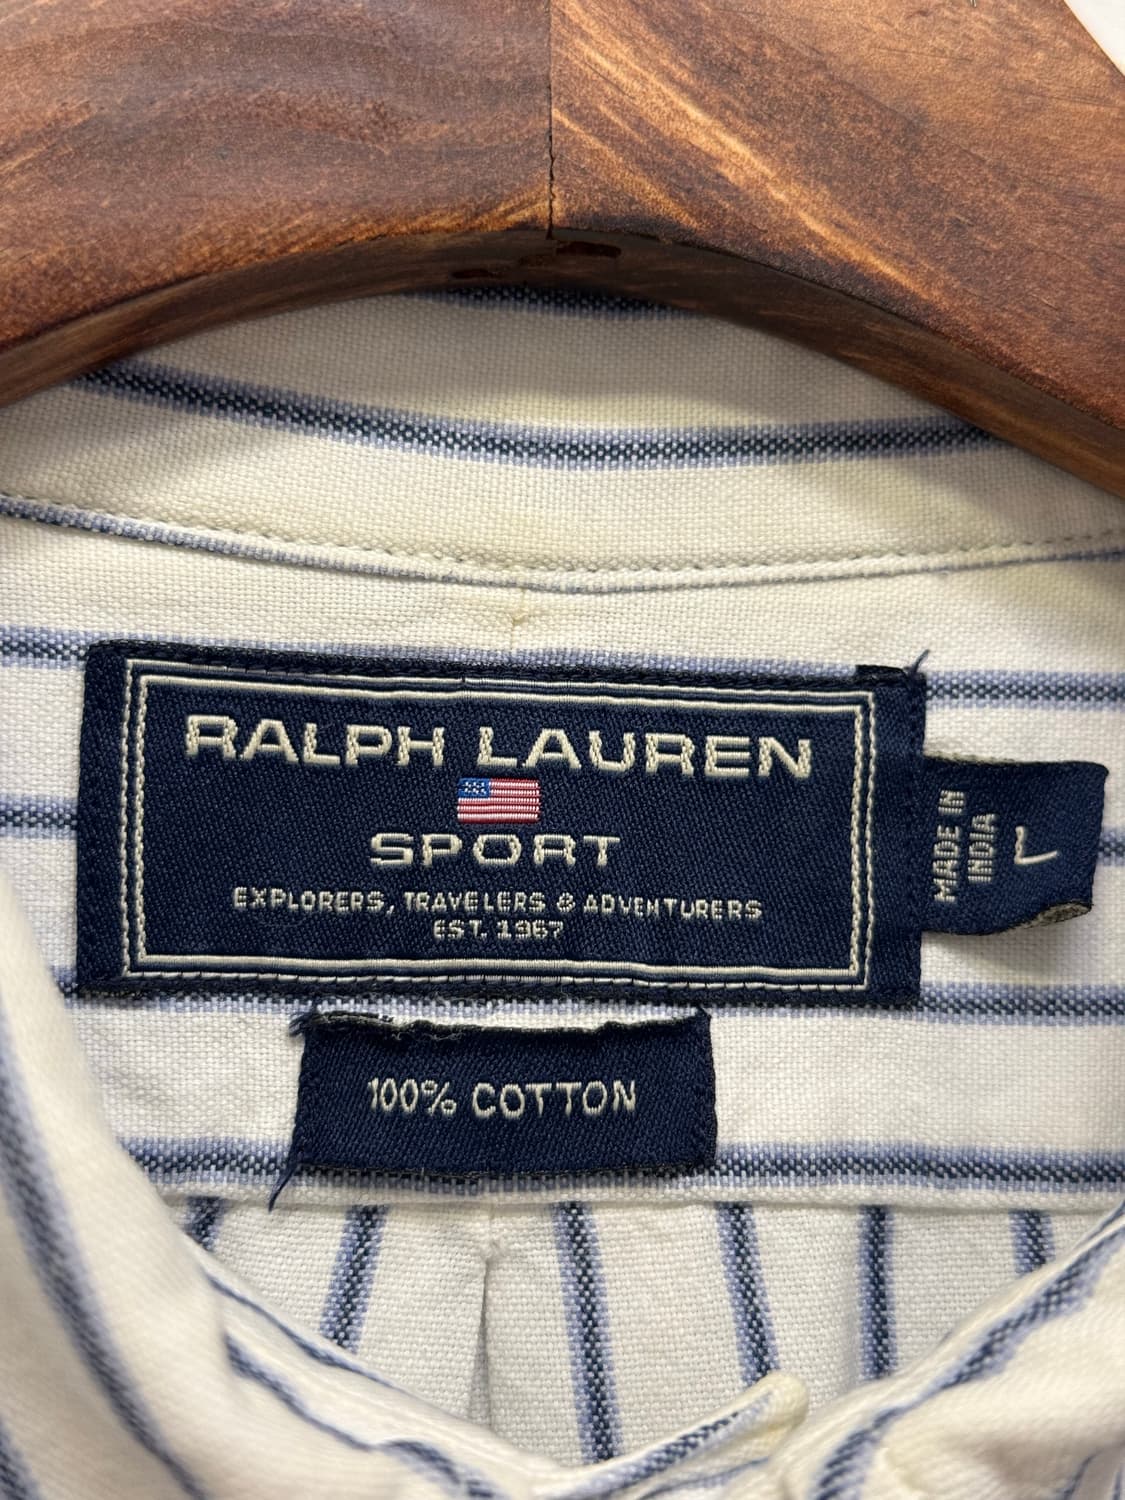 RALPH LAUREN
SPORT
EXPLORERS, TRAVELERS & ADVENTURERS
EST. 1967
MADE IN
INDIA
L
100% COTTON